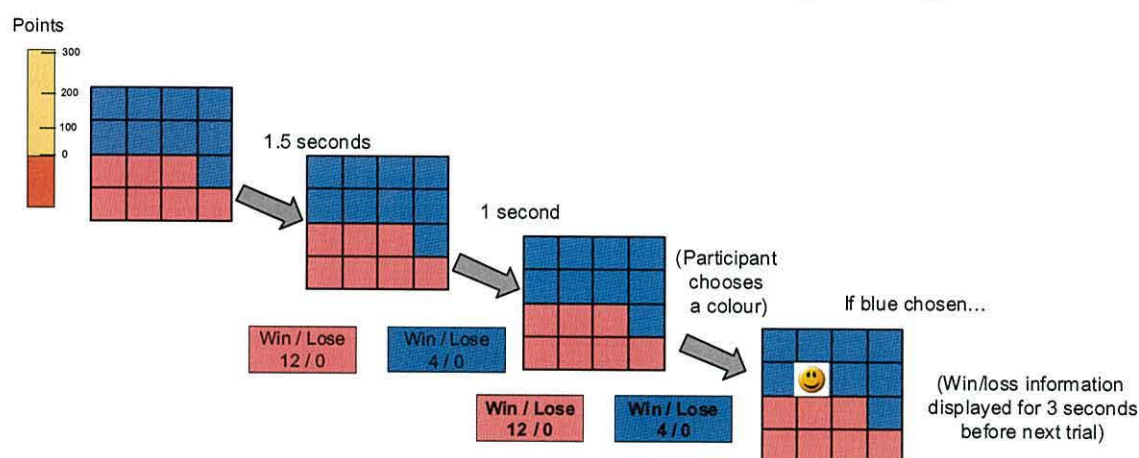 Points
300
200
100
0
1.5 seconds
1 second
(Participant
chooses
a colour)
If blue chosen...
Win / Lose
12 / 0
Win / Lose
4 / 0
Win / Lose
12 / 0
Win / Lose
4 / 0
(Win/loss information
displayed for 3 seconds
before next trial)